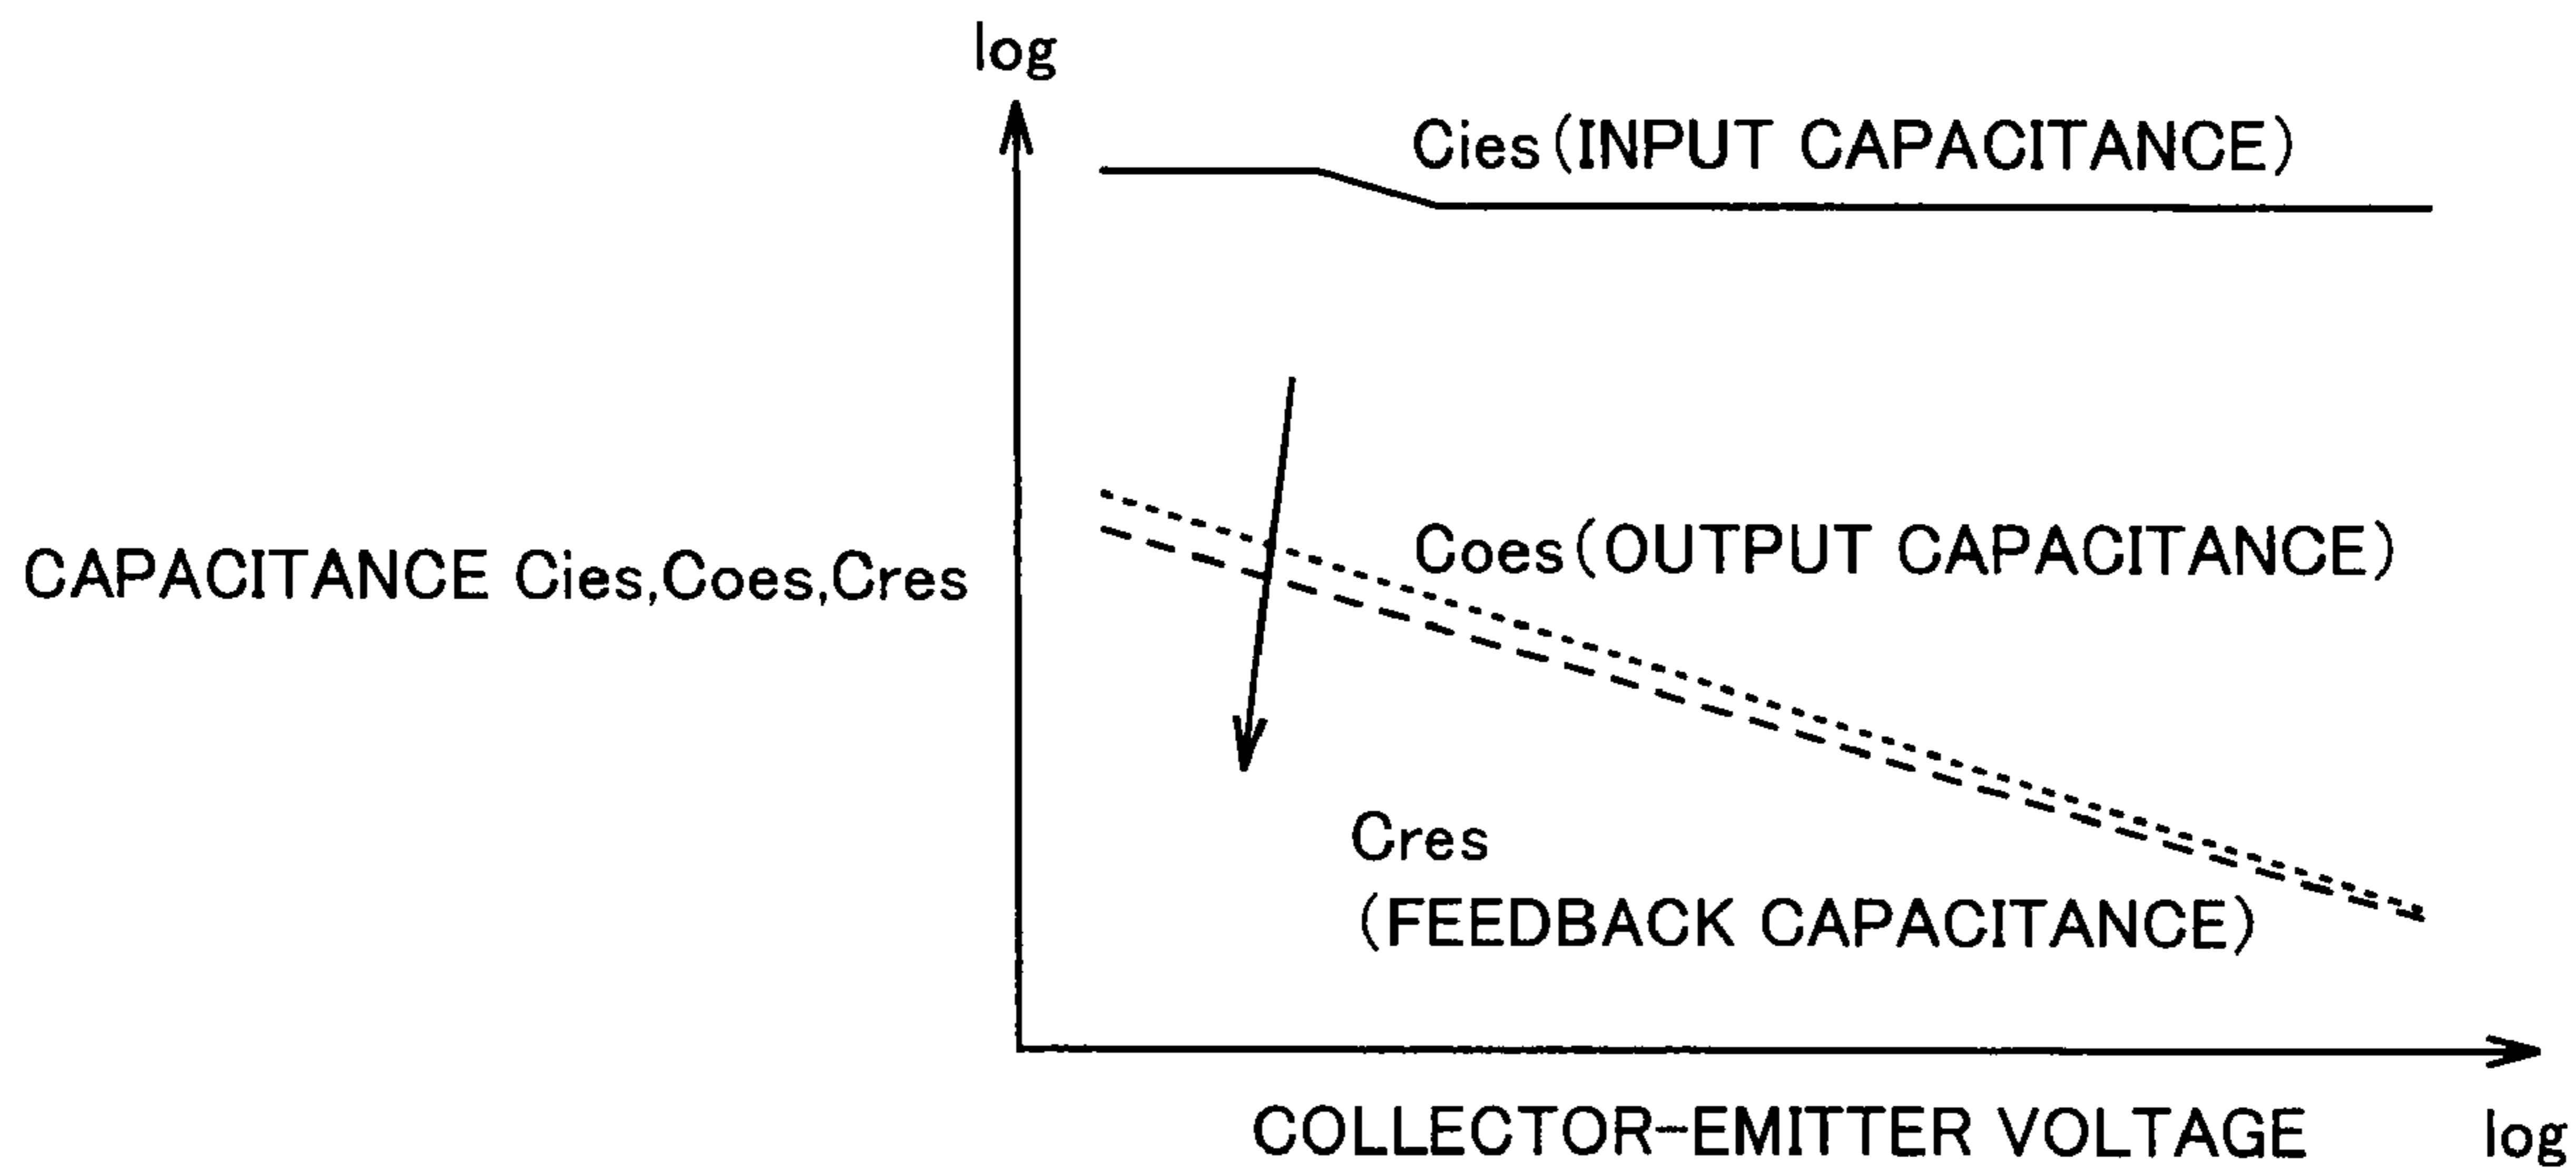 log
Cies(INPUT CAPACITANCE)
Coes(OUTPUT CAPACITANCE)
CAPACITANCE Cies,Coes,Cres
Cres
(FEEDBACK CAPACITANCE)
COLLECTOR-EMITTER VOLTAGE
log